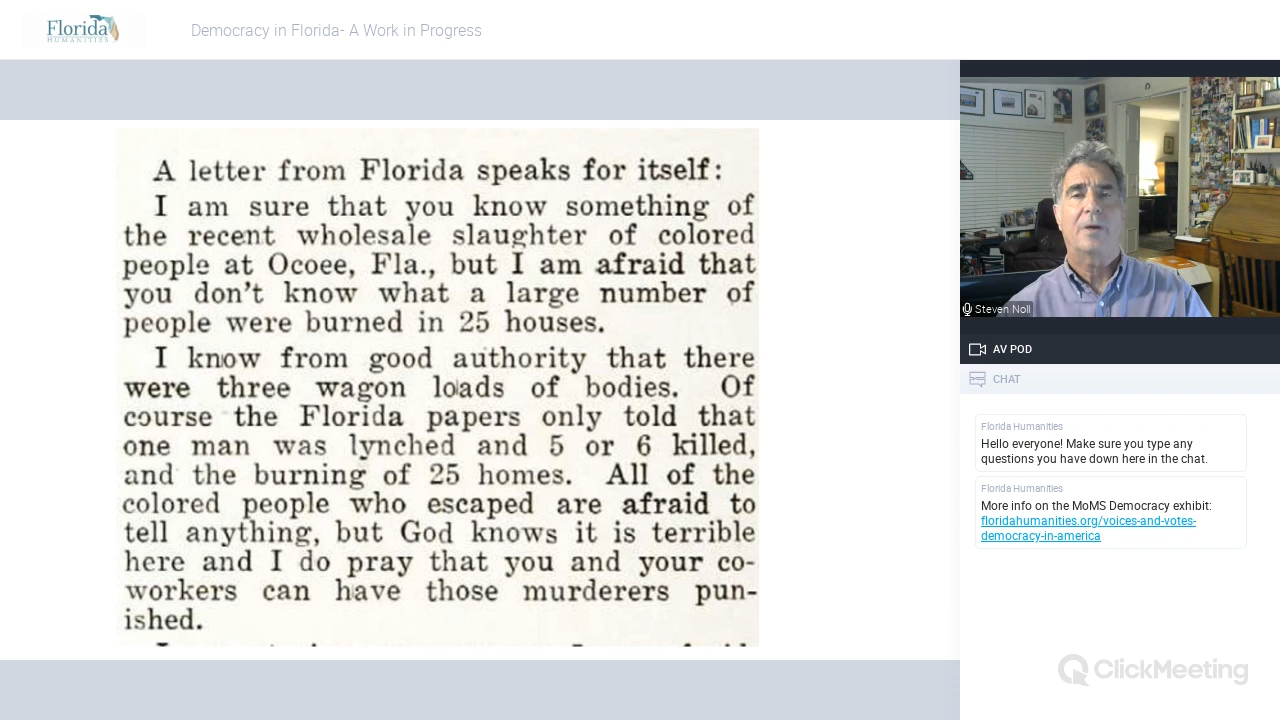 Florida
HUMANITIES
Democracy in Florida- A Work in Progress
A letter from Florida speaks for itself:
I am sure that you know something of
the recent wholesale slaughter of colored
people at Ocoee, Fla., but I am afraid that
you don't know what a large number of
people were burned in 25 houses.
I know from good authority that there
were three wagon loads of bodies. Of
course the Florida papers only told that
one man was lynched and 5 or 6 killed,
and the burning of 25 homes. All of the
colored people who escaped are afraid to
tell anything, but God knows it is terrible
here and I do pray that you and your co-
workers can have those murderers pun-
ished.
Steven Noll
AV POD
CHAT
Florida Humanities
Hello everyone! Make sure you type any
questions you have down here in the chat.
Florida Humanities
More info on the MoMS Democracy exhibit:
floridahumanities.org/voices-and-votes-
democracy-in-america
ClickMeeting